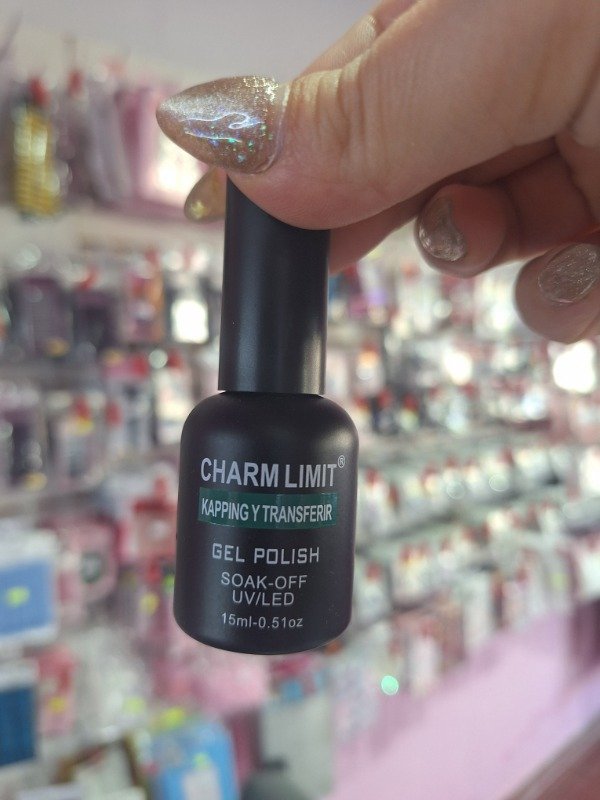 CHARM LIMIT®
KAPPING Y TRANSFERIR
GEL POLISH
SOAK-OFF
UV/LED
15ml-0.51oz